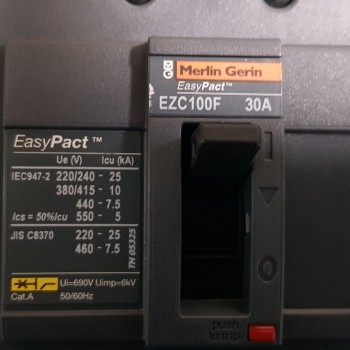 EasyPact™
Ue (V) Icu (kA)
IEC947-2 220/240 - 25
380/415 - 10
440 - 7.5
Ics = 50%Icu 550 - 5
JIS C8370 220 - 25
460 - 7.5
TN 05325
Cat.A
Ui=690V Uimp=6kV
50/60Hz
Merlin Gerin
EasyPact™
EZC100F 30A
I
O
push
to trip